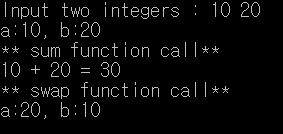 Input two integers : 10 20
a:10, b:20
** sum function call**
10 + 20 = 30
** swap function call**
a:20, b:10